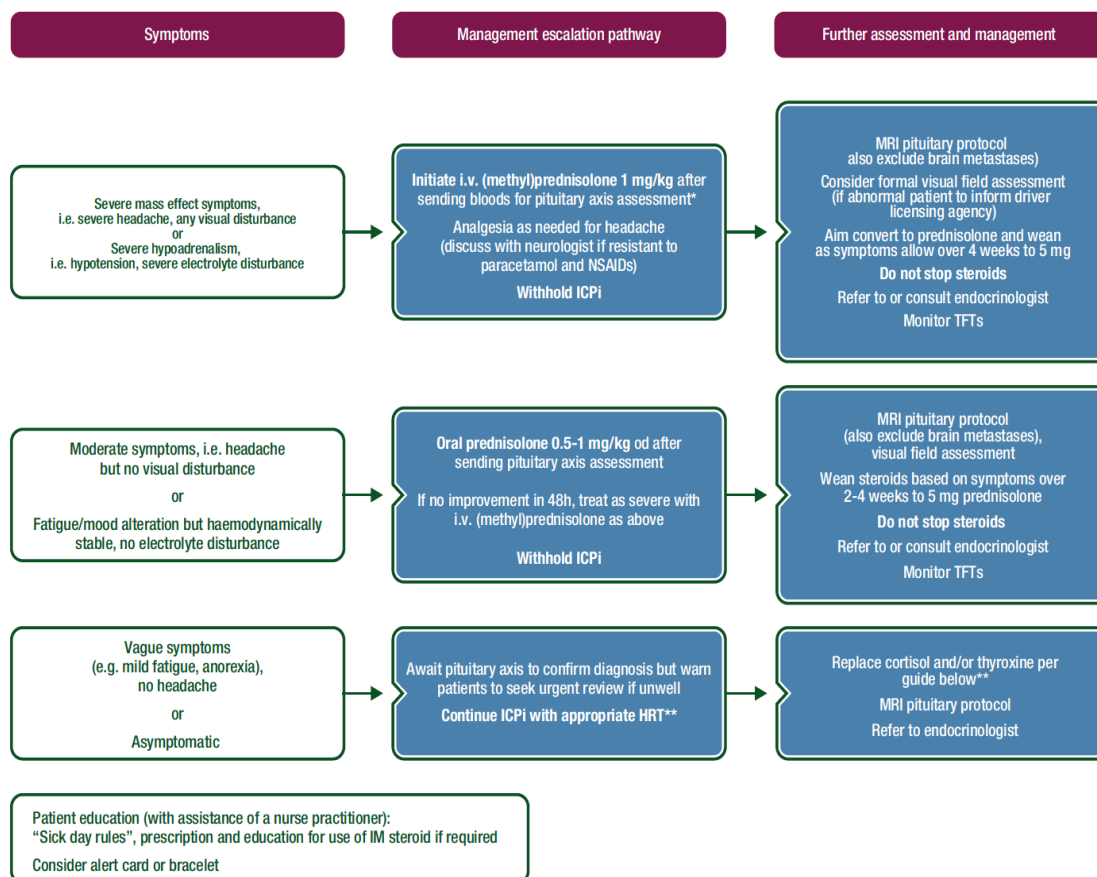 Symptoms
Management escalation pathway
Further assessment and management
Severe mass effect symptoms,
i.e. severe headache, any visual disturbance
or
Severe hypoadrenalism,
i.e. hypotension, severe electrolyte disturbance
Initiate i.v. (methyl)prednisolone 1 mg/kg after
sending bloods for pituitary axis assessment*
Analgesia as needed for headache
(discuss with neurologist if resistant to
paracetamol and NSAIDs)
Withhold ICPi
MRI pituitary protocol
also exclude brain metastases)
Consider formal visual field assessment
(if abnormal patient to inform driver
licensing agency)
Aim convert to prednisolone and wean
as symptoms allow over 4 weeks to 5 mg
Do not stop steroids
Refer to or consult endocrinologist
Monitor TFTs
Moderate symptoms, i.e. headache
but no visual disturbance
or
Fatigue/mood alteration but haemodynamically
stable, no electrolyte disturbance
Oral prednisolone 0.5-1 mg/kg od after
sending pituitary axis assessment
If no improvement in 48h, treat as severe with
i.v. (methyl)prednisolone as above
Withhold ICPi
MRI pituitary protocol
(also exclude brain metastases),
visual field assessment
Wean steroids based on symptoms over
2-4 weeks to 5 mg prednisolone
Do not stop steroids
Refer to or consult endocrinologist
Monitor TFTs
Vague symptoms
(e.g. mild fatigue, anorexia),
no headache
or
Asymptomatic
Await pituitary axis to confirm diagnosis but warn
patients to seek urgent review if unwell
Continue ICPi with appropriate HRT**
Replace cortisol and/or thyroxine per
guide below**
MRI pituitary protocol
Refer to endocrinologist
Patient education (with assistance of a nurse practitioner):
“Sick day rules”, prescription and education for use of IM steroid if required
Consider alert card or bracelet